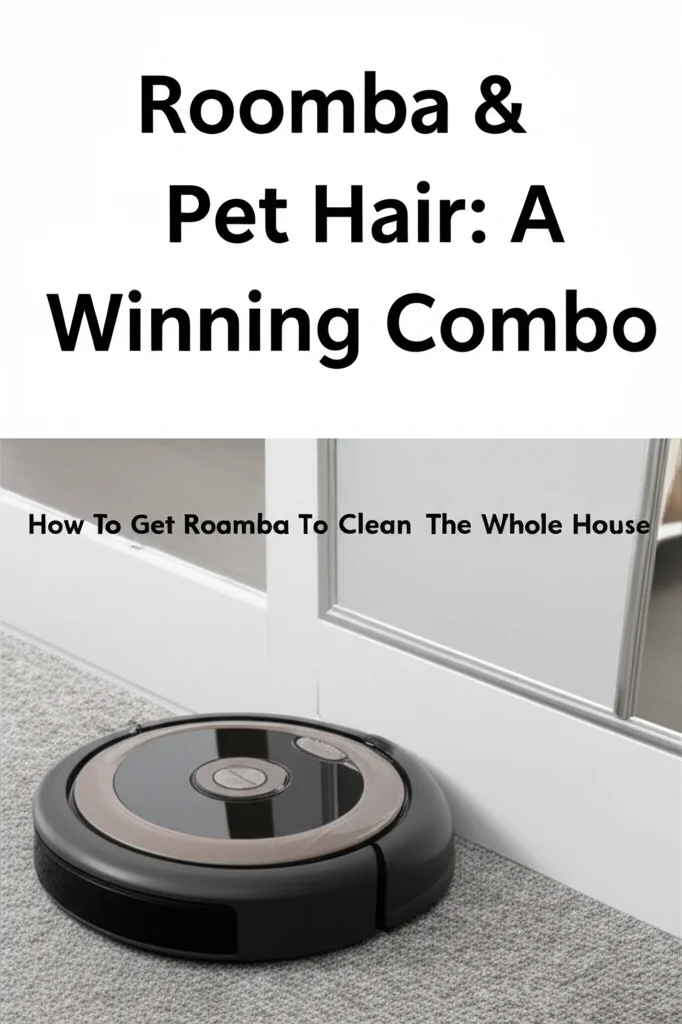 Roomba &
Pet Hair: A
Winning Combo
How To Get Roamba To Clean The Whole House